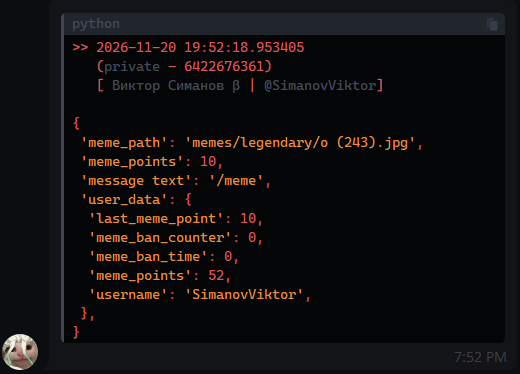 python
>> 2026-11-20 19:52:18.953405
(private - 6422676361)
[ Виктор Симанов β | @SimanovViktor]
{
'meme_path': 'memes/legendary/o (243).jpg',
'meme_points': 10,
'message text': '/meme',
'user_data': {
'last_meme_point': 10,
'meme_ban_counter': 0,
'meme_ban_time': 0,
'meme_points': 52,
'username': 'SimanovViktor',
},
}
7:52 PM